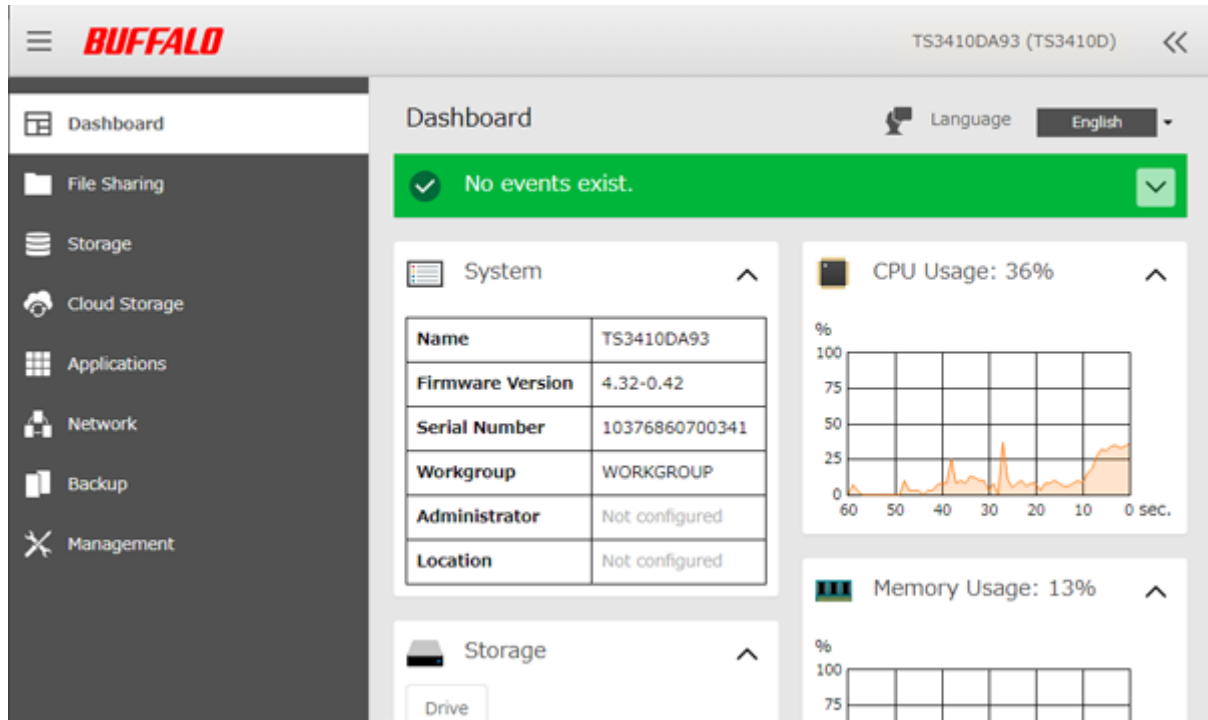 BUFFALO
TS3410DA93 (TS3410D)
Dashboard
File Sharing
Storage
Cloud Storage
Applications
Network
Backup
Management
Dashboard
Language
English
No events exist.
System
Name TS3410DA93
Firmware Version 4.32-0.42
Serial Number 10376860700341
Workgroup WORKGROUP
Administrator Not configured
Location Not configured
Storage
Drive
CPU Usage: 36%
%
100
75
50
25
0
60 50 40 30 20 10 0 sec.
Memory Usage: 13%
%
100
75